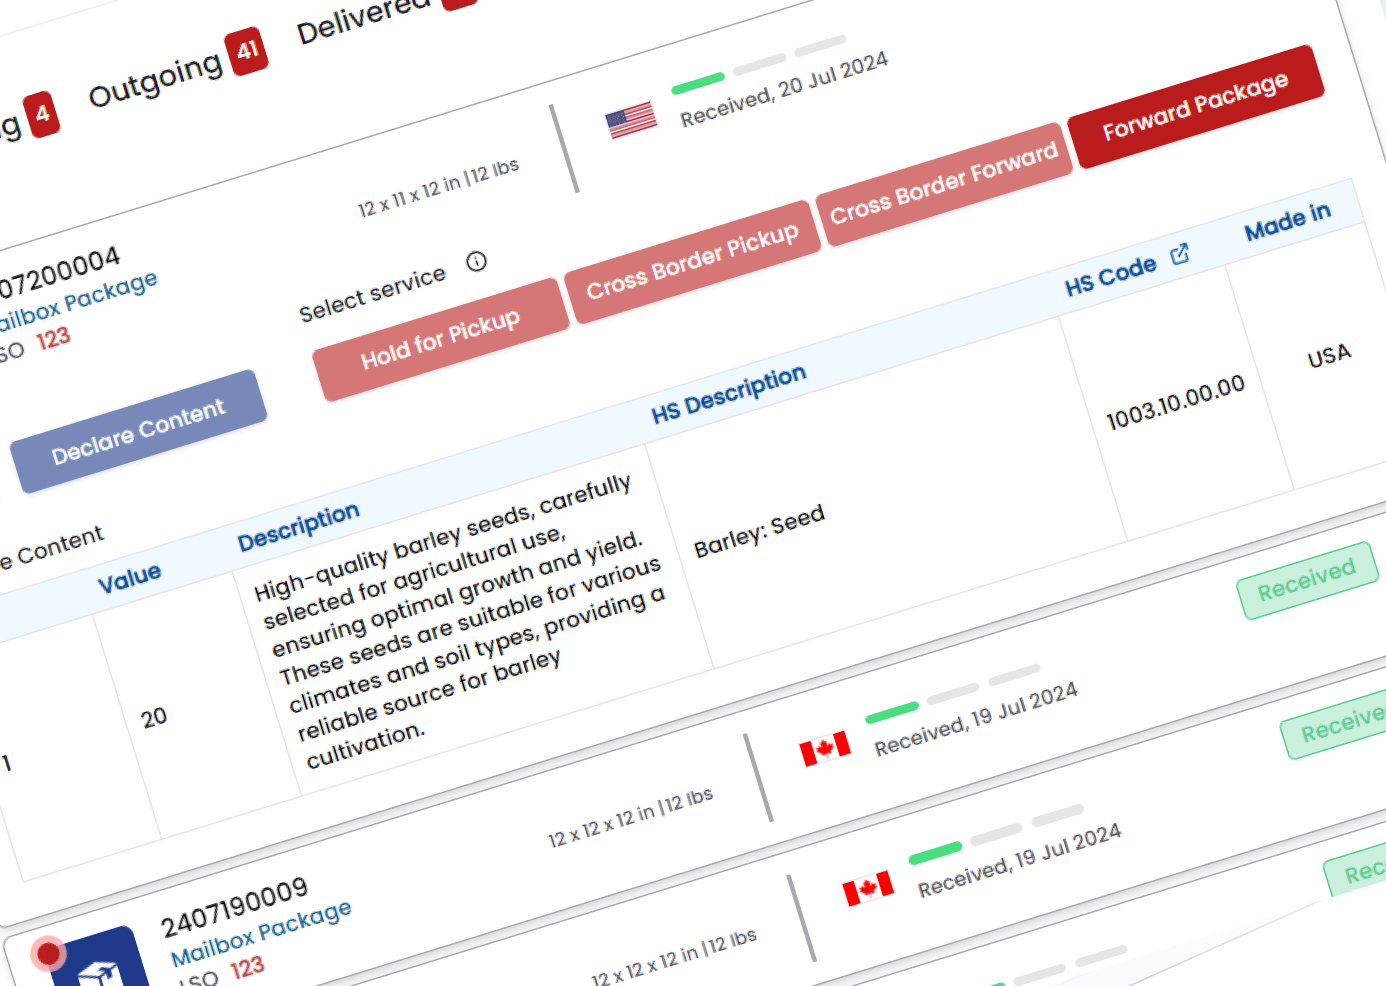 Delivered
Outgoing 41
g 4
Received, 20 Jul 2024
12 x 11 x 12 in | 12 lbs
07200004
ailbox Package
SO 123
Select service
Hold for Pickup
Cross Border Pickup
Cross Border Forward
Forward Package
Declare Content
e Content
Value
Description
HS Description
HS Code
Made in
1
20
High-quality barley seeds, carefully
selected for agricultural use,
ensuring optimal growth and yield.
These seeds are suitable for various
climates and soil types, providing a
reliable source for barley
cultivation.
Barley: Seed
1003.10.00.00
USA
Received
Received, 19 Jul 2024
12 x 12 x 12 in | 12 lbs
2407190009
Mailbox Package
SO 123
Receive
Received, 19 Jul 2024
12 x 12 x 12 in | 12 lbs
Rec